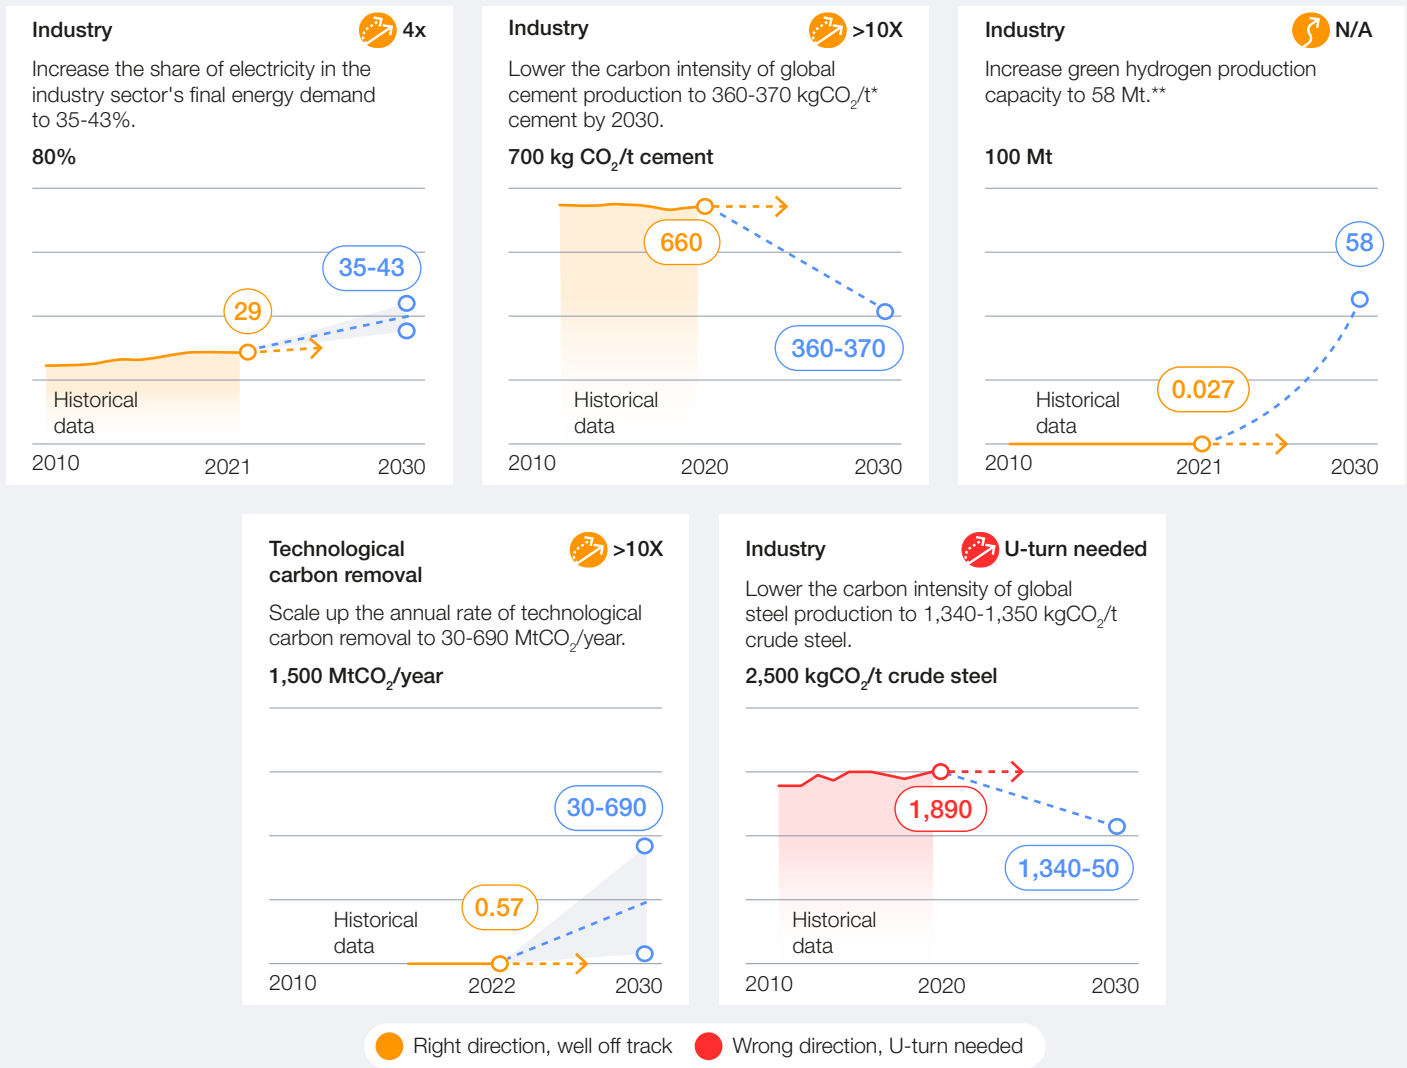 Industry
4x
Increase the share of electricity in the
industry sector's final energy demand
to 35-43%.
80%
35-43
29
Historical
data
2010
2021
2030
Industry
>10X
Lower the carbon intensity of global
cement production to 360-370 kgCO₂/t*
cement by 2030.
700 kg CO₂/t cement
660
360-370
Historical
data
2010
2020
2030
Industry
N/A
Increase green hydrogen production
capacity to 58 Mt.**
100 Mt
58
0.027
Historical
data
2010
2021
2030
Technological
carbon removal
>10X
Scale up the annual rate of technological
carbon removal to 30-690 MtCO₂/year.
1,500 MtCO₂/year
30-690
0.57
Historical
data
2010
2022
2030
Industry
U-turn needed
Lower the carbon intensity of global
steel production to 1,340-1,350 kgCO₂/t
crude steel.
2,500 kgCO₂/t crude steel
1,890
1,340-50
Historical
data
2010
2020
2030
Right direction, well off track
Wrong direction, U-turn needed